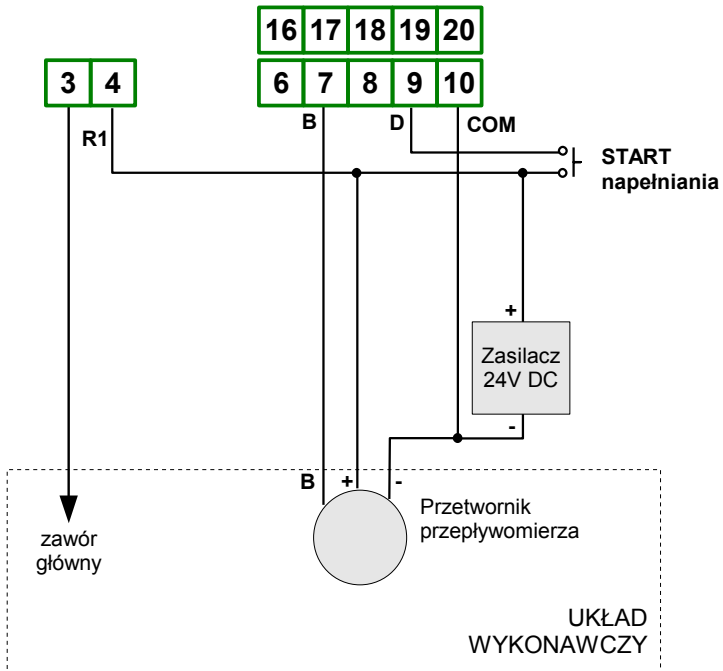 16 17 18 19 20
3 4
6 7 8 9 10
R1
B
D
COM
START
napełniania
+
Zasilacz
24V DC
-
B
+
-
Przetwornik
przepływomierza
zawór
główny
UKŁAD
WYKONAWCZY